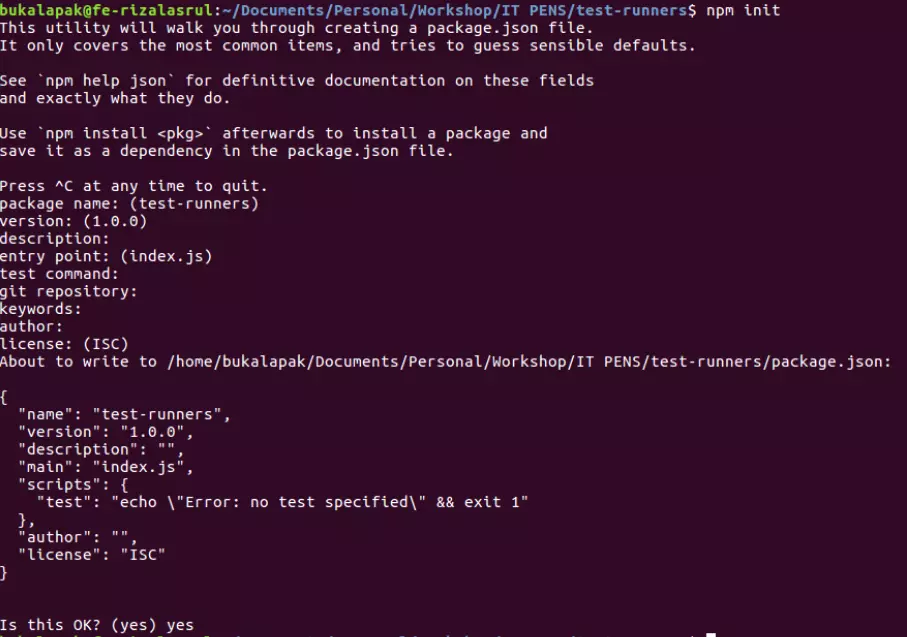 bukalapak@fe-rizalasrul:~/Documents/Personal/Workshop/IT PENS/test-runners$ npm init
This utility will walk you through creating a package.json file.
It only covers the most common items, and tries to guess sensible defaults.
See `npm help json` for definitive documentation on these fields
and exactly what they do.
Use `npm install <pkg>` afterwards to install a package and
save it as a dependency in the package.json file.
Press ^C at any time to quit.
package name: (test-runners)
version: (1.0.0)
description:
entry point: (index.js)
test command:
git repository:
keywords:
author:
license: (ISC)
About to write to /home/bukalapak/Documents/Personal/Workshop/IT PENS/test-runners/package.json:
{
  "name": "test-runners",
  "version": "1.0.0",
  "description": "",
  "main": "index.js",
  "scripts": {
    "test": "echo \"Error: no test specified\" && exit 1"
  },
  "author": "",
  "license": "ISC"
}
Is this OK? (yes) yes